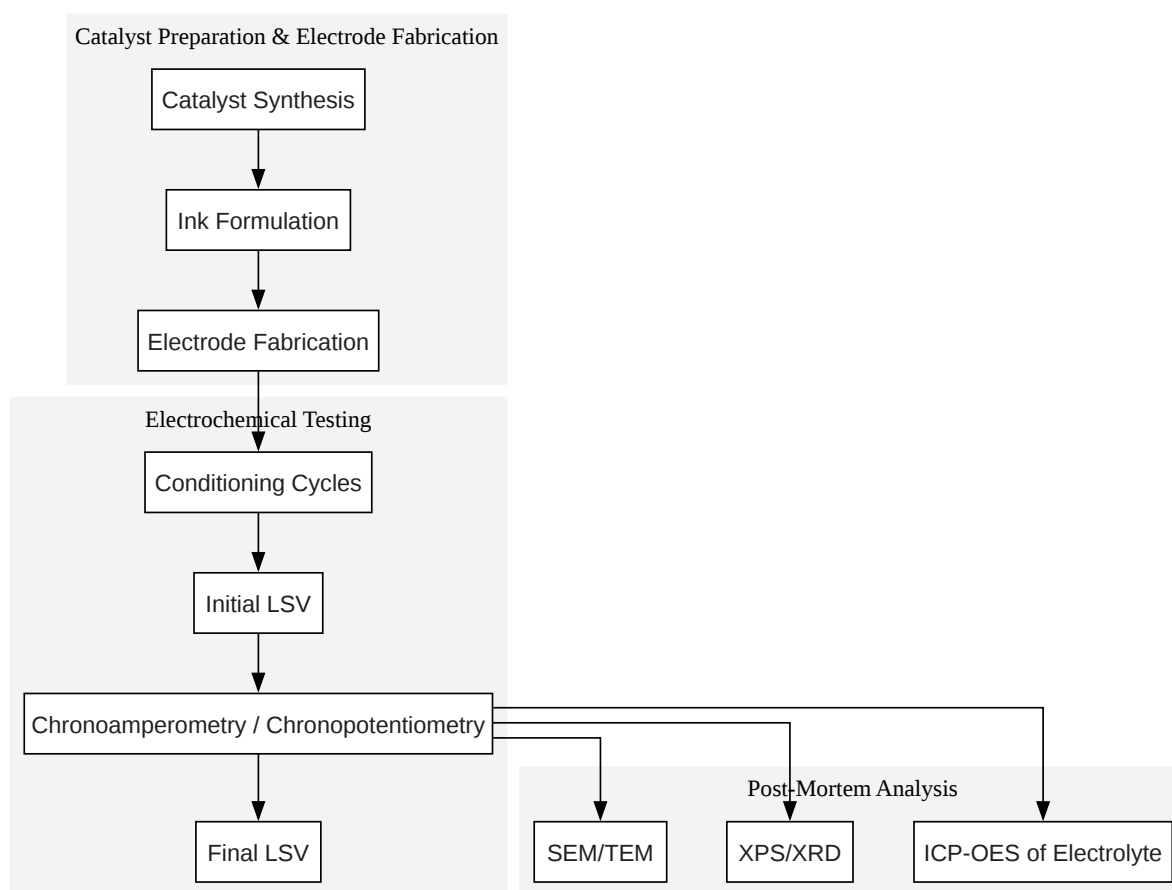 Catalyst Preparation & Electrode Fabrication
Catalyst Synthesis
Ink Formulation
Electrode Fabrication
Electrochemical Testing
Conditioning Cycles
Initial LSV
Chronoamperometry / Chronopotentiometry
Final LSV
Post-Mortem Analysis
SEM/TEM
XPS/XRD
ICP-OES of Electrolyte